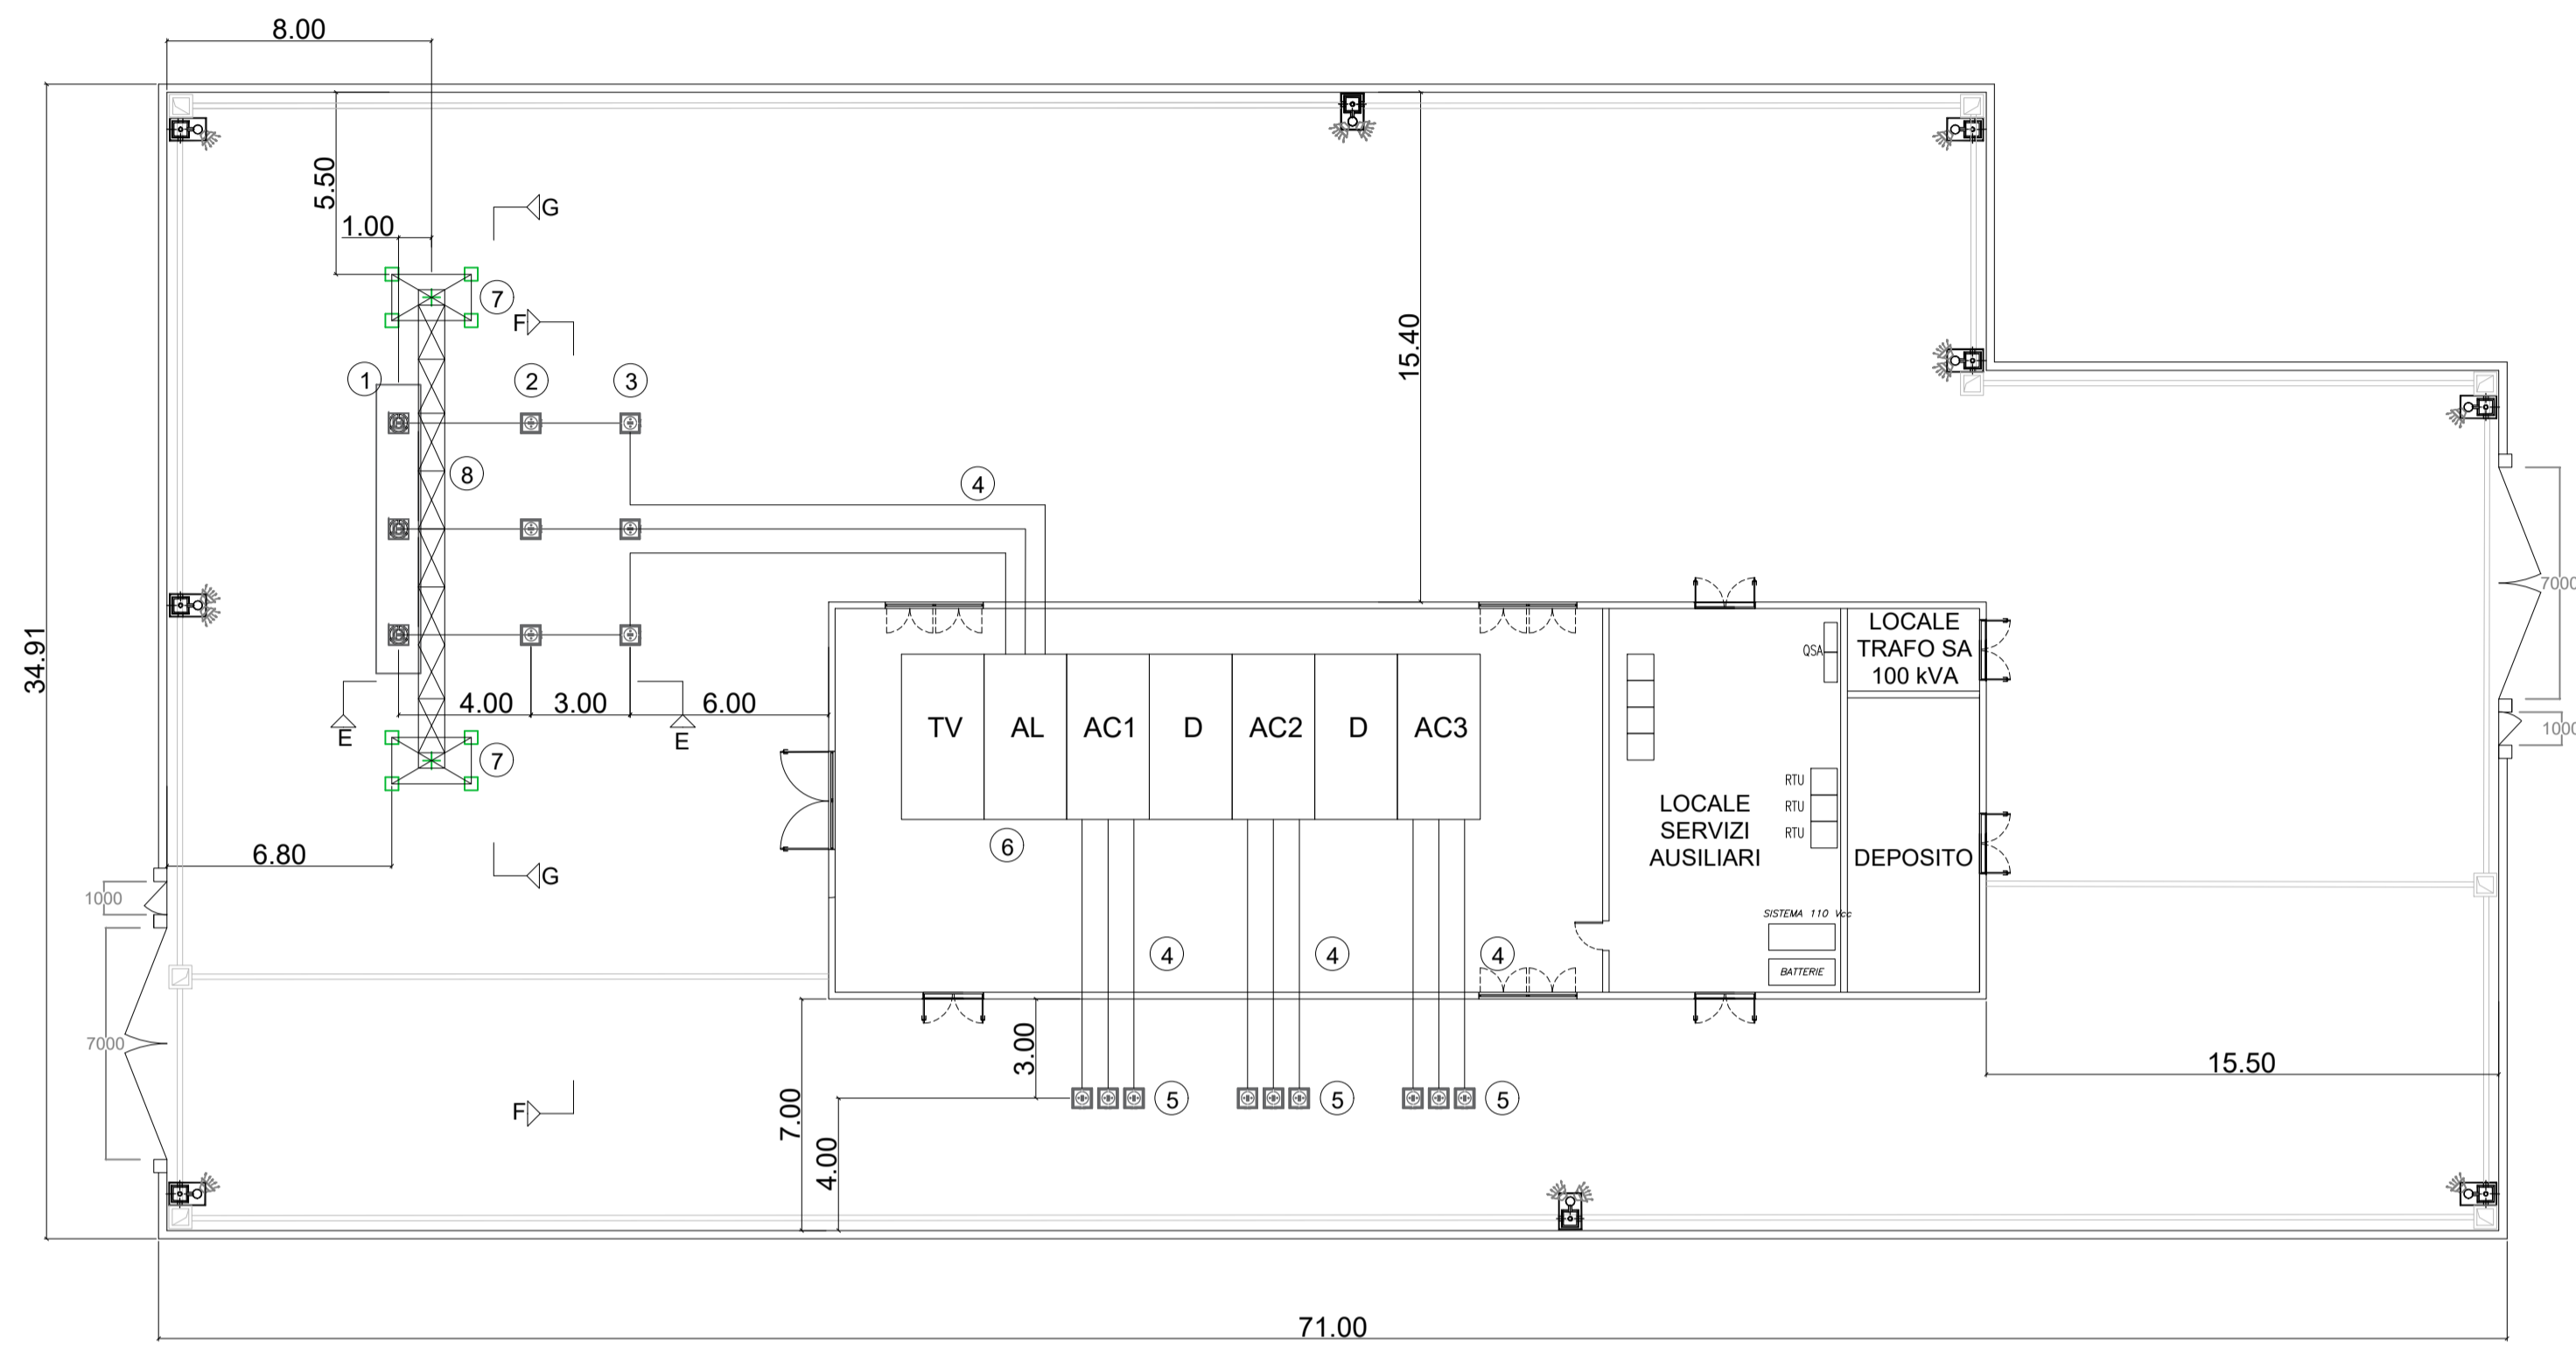 8.00
5.50
1.00
G
7
F
15.40
1
2
3
8
4
7000
34.91
LOCALE
TRAFO SA
100 kVA
QSA
4.00
3.00
6.00
E
E
TV
AL
AC1
D
AC2
D
AC3
1000
7
RTU
RTU
RTU
LOCALE
SERVIZI
AUSILIARI
DEPOSITO
6
6.80
G
1000
SISTEMA 110 Vcc
4
4
4
BATTERIE
7000
3.00
15.50
7.00
5
5
5
F
4.00
71.00